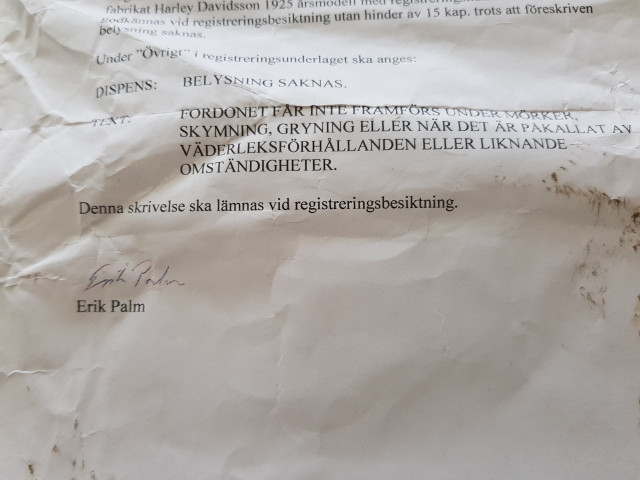 fabrikat Harley Davidsson 1925 årsmodell med
godkännas vid registreringsbesiktning utan hinder av 15 kap. trots att föreskriven
belysning saknas.
Under "Övrigt" i registreringsunderlaget ska anges:
DISPENS: BELYSNING SAKNAS.
TEXT: FORDONET FÅR INTE FRAMFÖRS UNDER MÖRKER,
SKYMNING, GRYNING ELLER NÄR DET ÄR PÅKALLAT AV
VÄDERLEKSFÖRHÅLLANDEN ELLER LIKNANDE
OMSTÄNDIGHETER.
Denna skrivelse ska lämnas vid registreringsbesiktning.
Erik Palm
Erik Palm